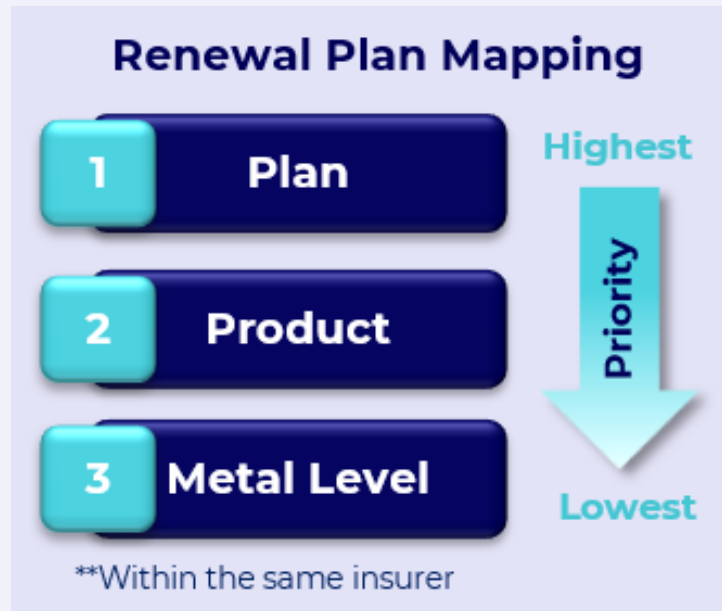 Renewal Plan Mapping
1 Plan
Highest
2 Product
Priority
3 Metal Level
Lowest
**Within the same insurer